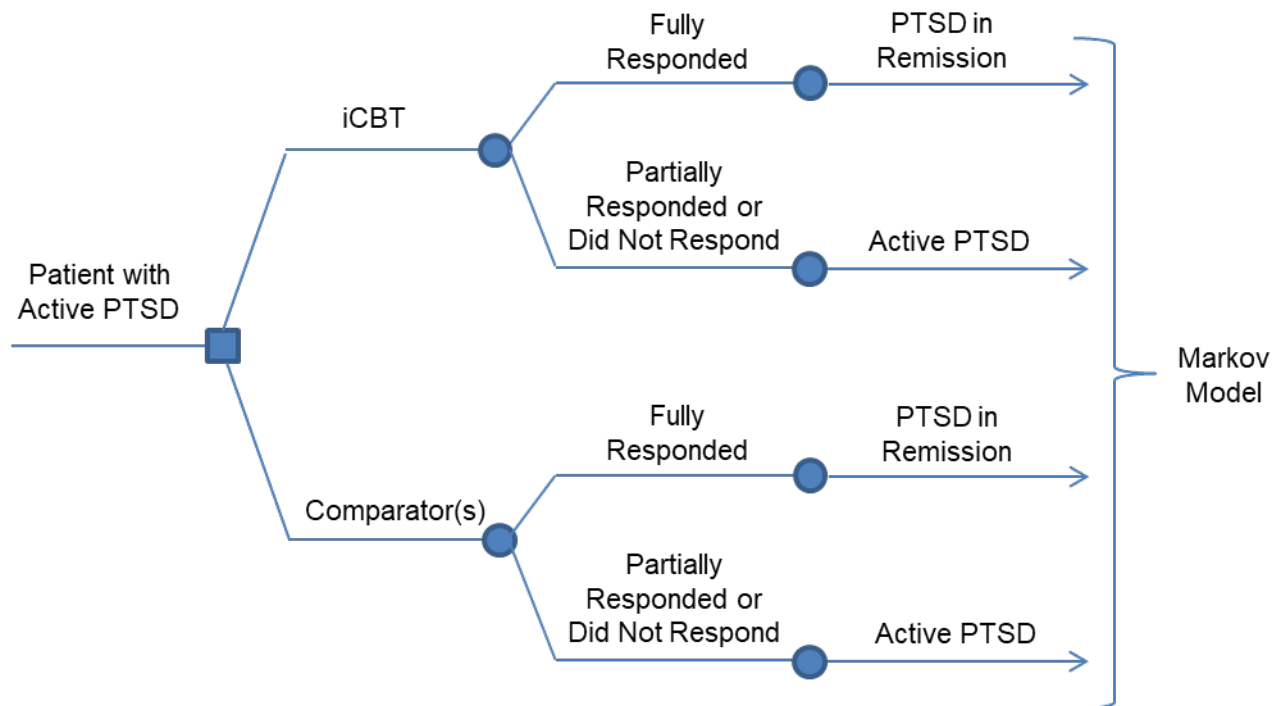 Fully
Responded
PTSD in
Remission
iCBT
Partially
Responded or
Did Not Respond
Active PTSD
Patient with
Active PTSD
Markov
Model
Fully
Responded
PTSD in
Remission
Comparator(s)
Partially
Responded or
Did Not Respond
Active PTSD